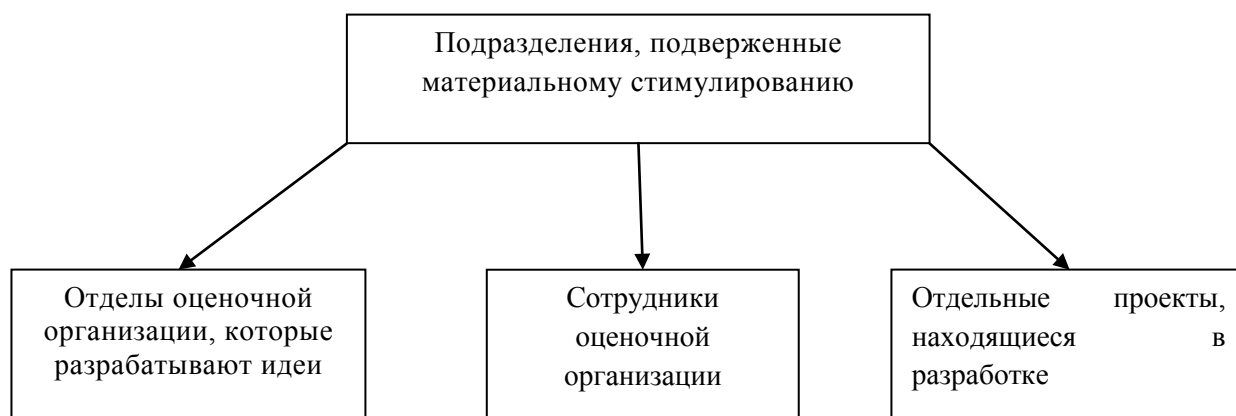 Подразделения, подверженные
материальному стимулированию
Отделы оценочной
организации, которые
разрабатывают идеи
Сотрудники
оценочной
организации
Отдельные проекты,
находящиеся в
разработке